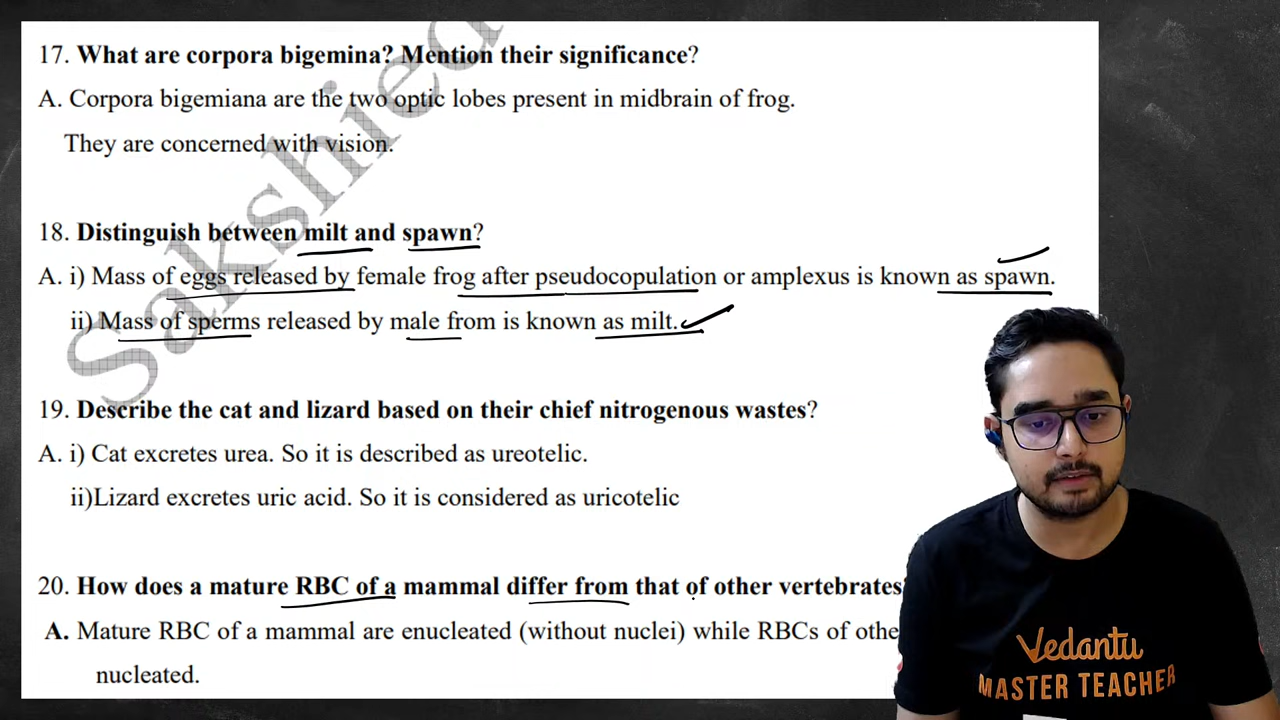 17. What are corpora bigemina? Mention their significance?
A. Corpora bigemiana are the two optic lobes present in midbrain of frog.
They are concerned with vision.
18. Distinguish between milt and spawn?
A. i) Mass of eggs released by female frog after pseudocopulation or amplexus is known as spawn.
ii) Mass of sperms released by male from is known as milt.
19. Describe the cat and lizard based on their chief nitrogenous wastes?
A. i) Cat excretes urea. So it is described as ureotelic.
ii)Lizard excretes uric acid. So it is considered as uricotelic
20. How does a mature RBC of a mammal differ from that of other vertebrates?
A. Mature RBC of a mammal are enucleated (without nuclei) while RBCs of
nucleated.
Sakshied
Vedantu
MASTER TEACHER